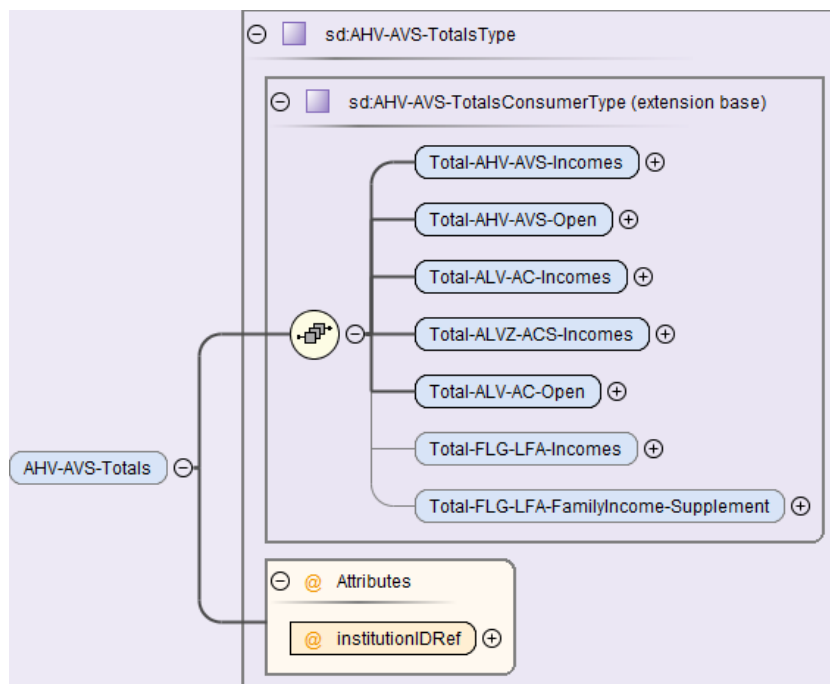 sd:AHV-AVS-TotalsType
sd:AHV-AVS-TotalsConsumerType (extension base)
Total-AHV-AVS-Incomes
Total-AHV-AVS-Open
Total-ALV-AC-Incomes
Total-ALVZ-ACS-Incomes
Total-ALV-AC-Open
Total-FLG-LFA-Incomes
Total-FLG-LFA-FamilyIncome-Supplement
AHV-AVS-Totals
@ Attributes
@ institutionIDRef